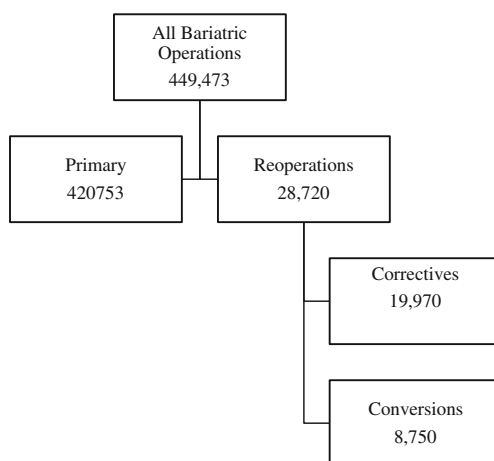 All Bariatric
Operations
449,473
Primary
420753
Reoperations
28,720
Correctives
19,970
Conversions
8,750